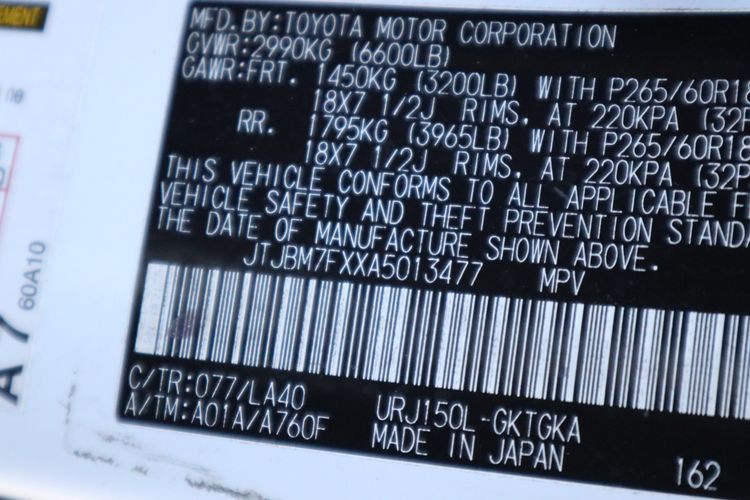 EMENT
MFD.BY:TOYOTA MOTOR CORPORATION
GVWR:2990KG (6600LB)
GAWR:FRT. 1450KG (3200LB) WITH P265/60R18
18X7 1/2J RIMS, AT 220KPA (32P
RR. 1795KG (3965LB) WITH P265/60R18
18X7 1/2J RIMS, AT 220KPA (32P
THIS VEHICLE CONFORMS TO ALL APPLICABLE F
VEHICLE SAFETY AND THEFT PREVENTION STANDA
THE DATE OF MANUFACTURE SHOWN ABOVE.
JTJBM7FXXA5013477 MPV
C/TR:077/LA40 URJ150L-GKTGKA
A/TM:A01A/A760F MADE IN JAPAN
162
A7
60A10